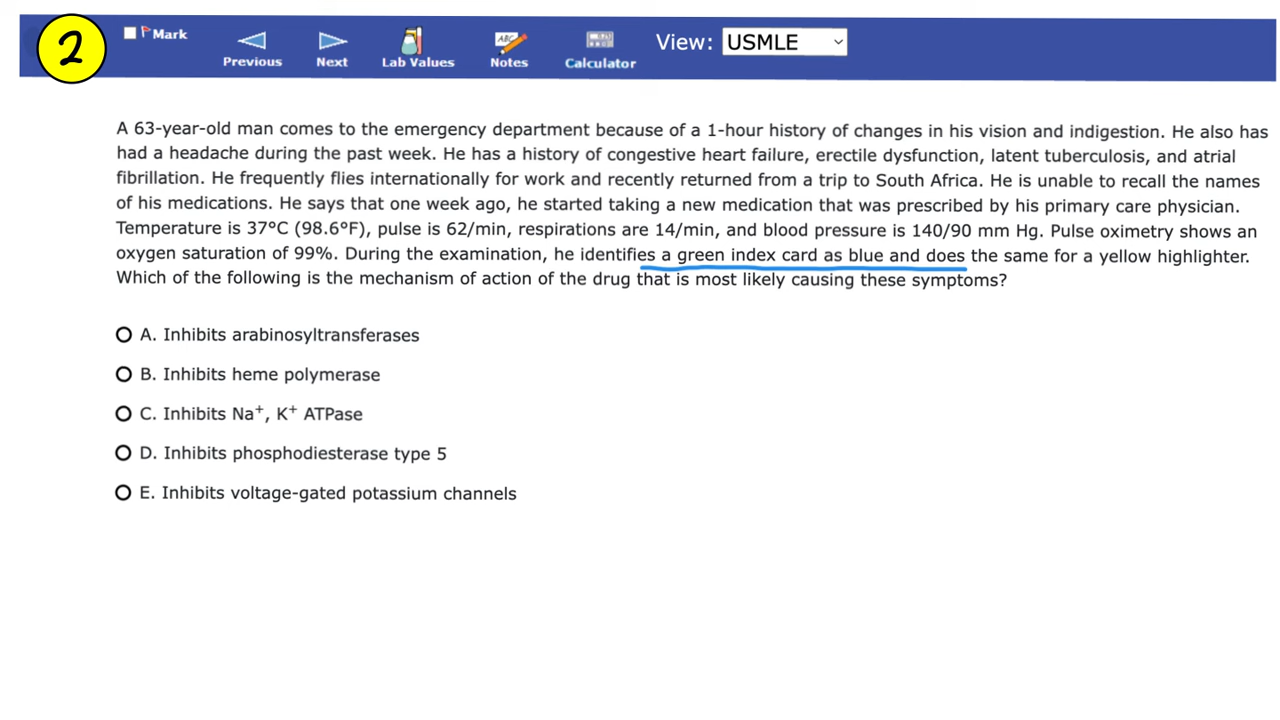 2
Mark
Previous
Next
Lab Values
ABC
Notes
Calculator
View: USMLE
A 63-year-old man comes to the emergency department because of a 1-hour history of changes in his vision and indigestion. He also has
had a headache during the past week. He has a history of congestive heart failure, erectile dysfunction, latent tuberculosis, and atrial
fibrillation. He frequently flies internationally for work and recently returned from a trip to South Africa. He is unable to recall the names
of his medications. He says that one week ago, he started taking a new medication that was prescribed by his primary care physician.
Temperature is 37°C (98.6°F), pulse is 62/min, respirations are 14/min, and blood pressure is 140/90 mm Hg. Pulse oximetry shows an
oxygen saturation of 99%. During the examination, he identifies a green index card as blue and does the same for a yellow highlighter.
Which of the following is the mechanism of action of the drug that is most likely causing these symptoms?
A. Inhibits arabinosyltransferases
B. Inhibits heme polymerase
C. Inhibits Na⁺, K⁺ ATPase
D. Inhibits phosphodiesterase type 5
E. Inhibits voltage-gated potassium channels